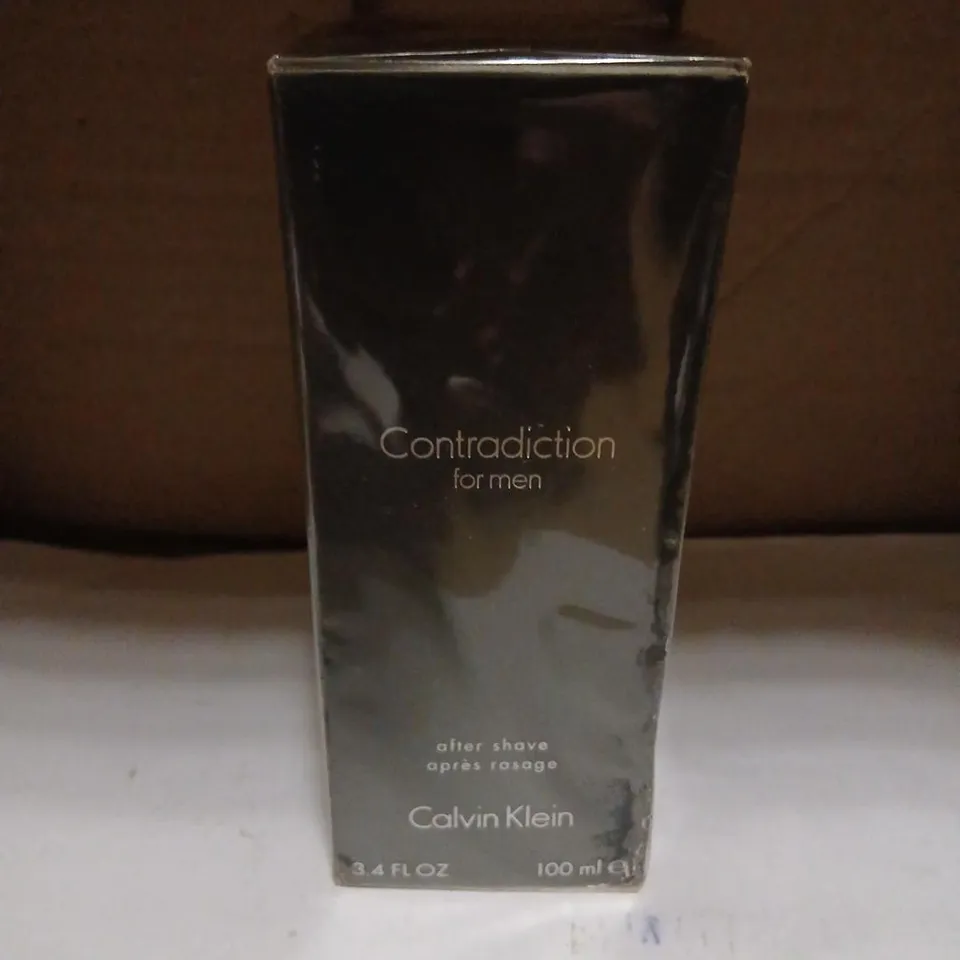 Contradiction
for men
after shave
après rasage
Calvin Klein
3.4 FL OZ 100 ml ℮